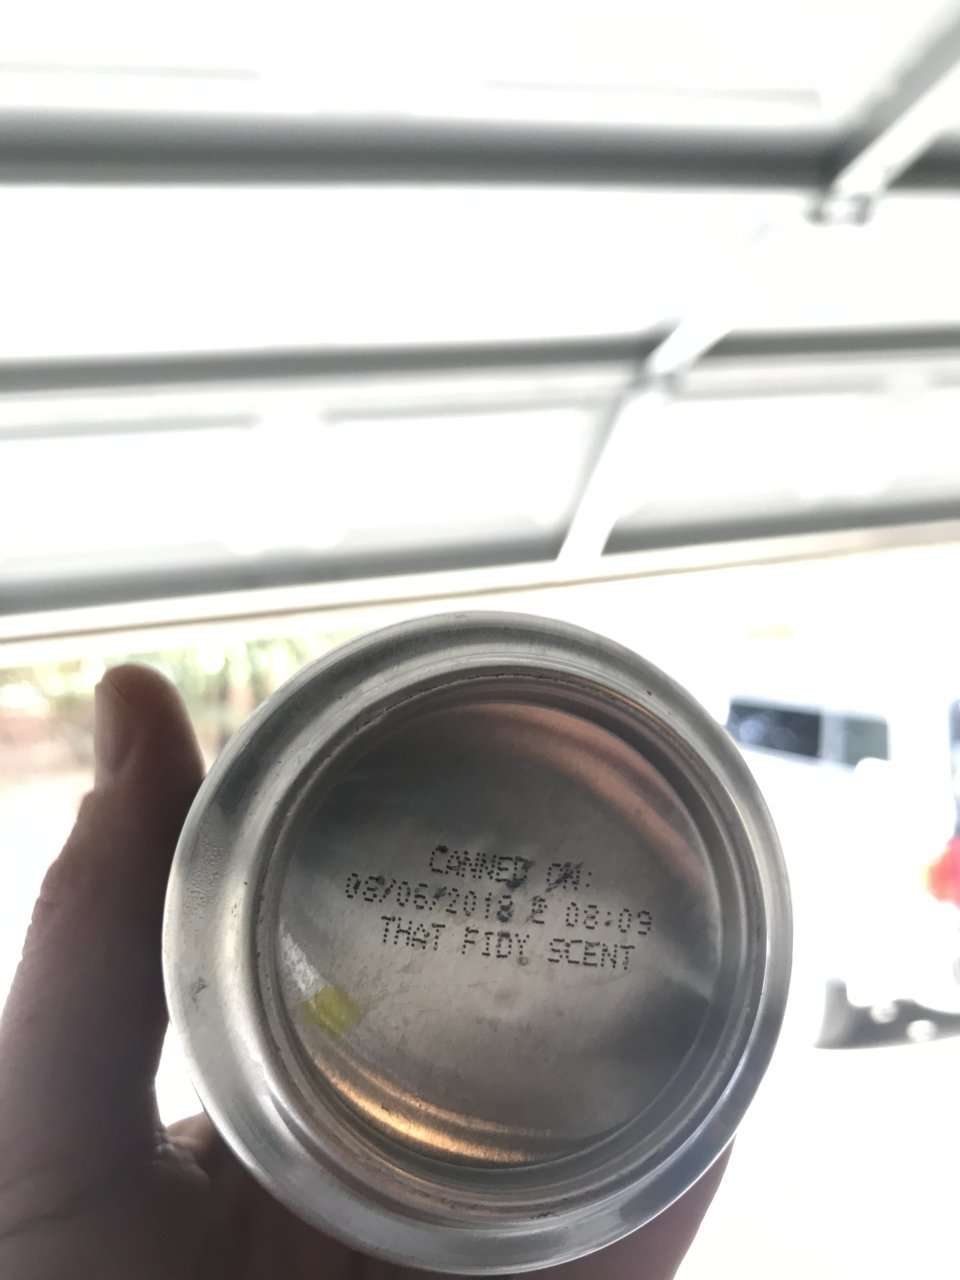 CANNED ON:
08/06/2018 E 08:09
THAT FIDY SCENT